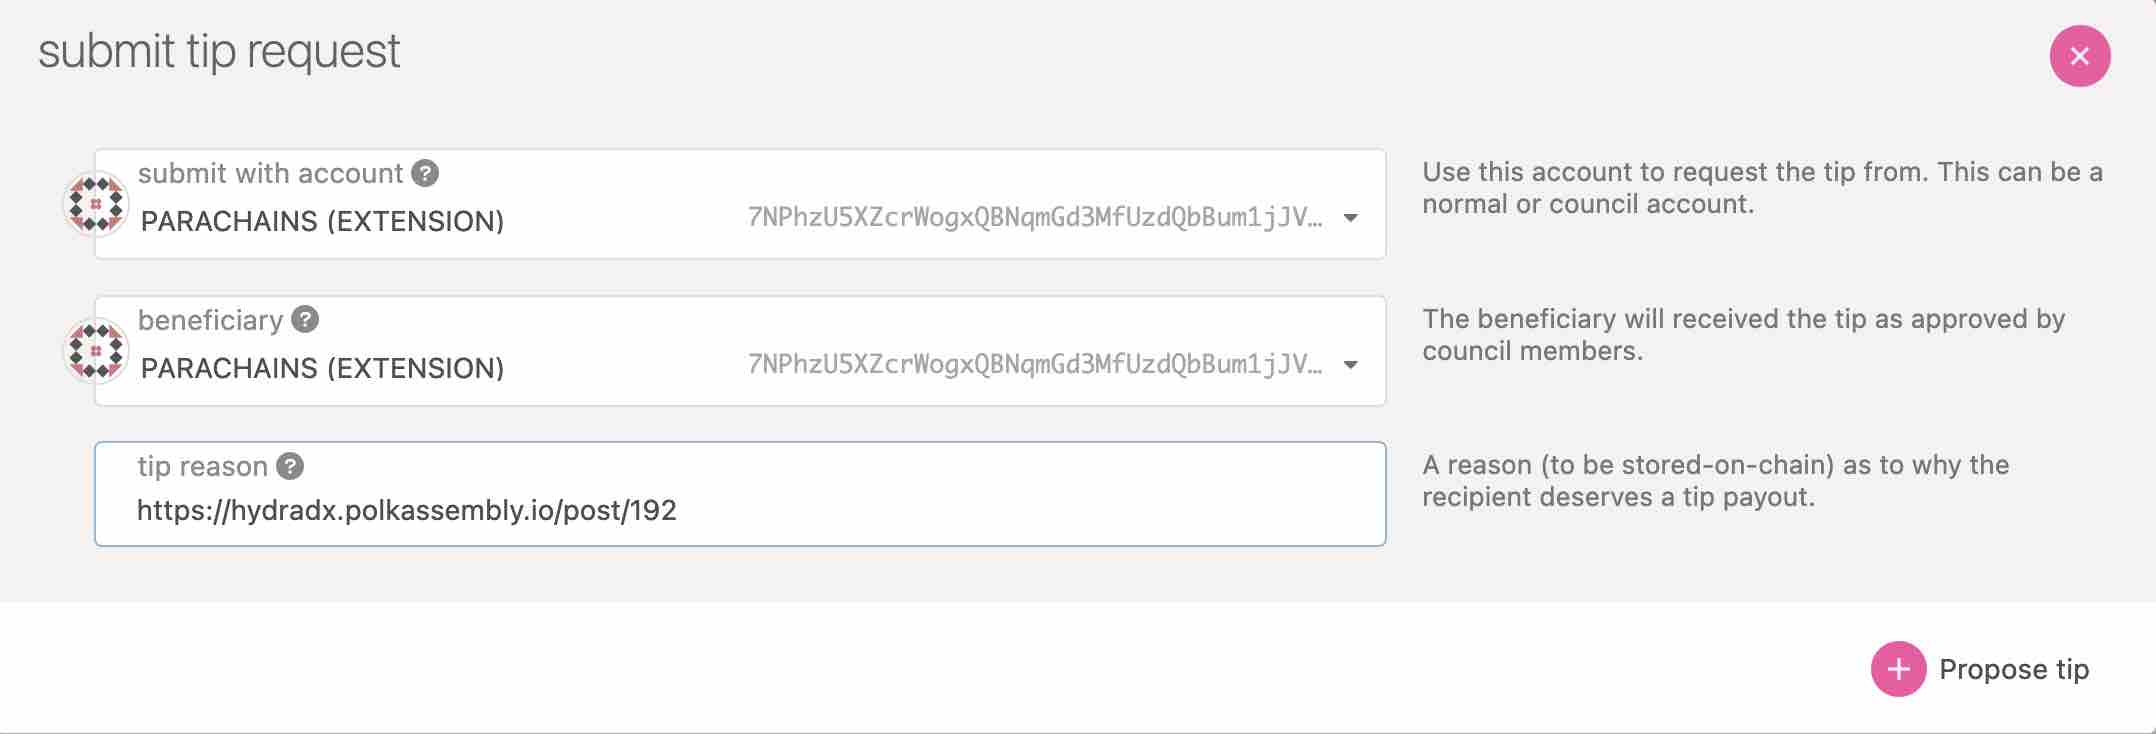 submit tip request
submit with account ?
PARACHAINS (EXTENSION) 7NPhzU5XZcrWogxQBNqmGd3MfUzdQbBum1jJV…
Use this account to request the tip from. This can be a
normal or council account.
beneficiary ?
PARACHAINS (EXTENSION) 7NPhzU5XZcrWogxQBNqmGd3MfUzdQbBum1jJV…
The beneficiary will received the tip as approved by
council members.
tip reason ?
https://hydradx.polkassembly.io/post/192
A reason (to be stored-on-chain) as to why the
recipient deserves a tip payout.
Propose tip